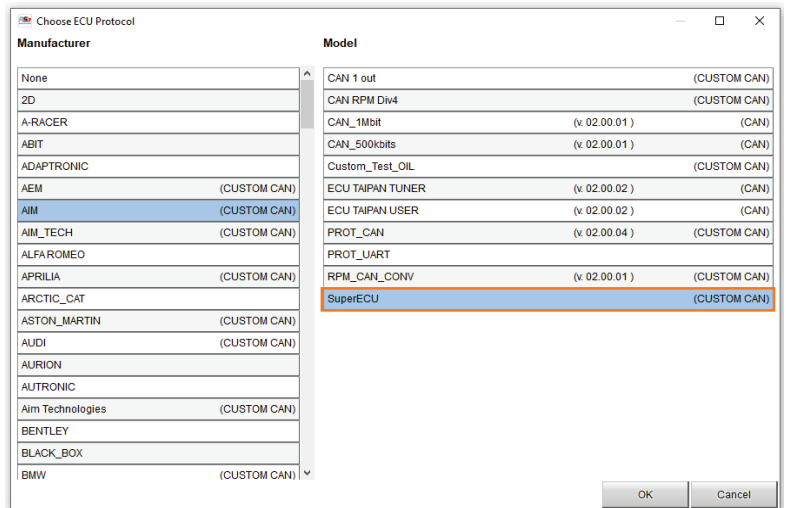 Choose ECU Protocol
Manufacturer
None
2D
A-RACER
ABIT
ADAPTRONIC
AEM (CUSTOM CAN)
AIM (CUSTOM CAN)
AIM_TECH (CUSTOM CAN)
ALFA ROMEO
APRILIA (CUSTOM CAN)
ARCTIC_CAT
ASTON_MARTIN (CUSTOM CAN)
AUDI (CUSTOM CAN)
AURION
AUTRONIC
Aim Technologies (CUSTOM CAN)
BENTLEY
BLACK_BOX
BMW (CUSTOM CAN)
Model
CAN 1 out (CUSTOM CAN)
CAN RPM Div4 (CUSTOM CAN)
CAN_1Mbit (v. 02.00.01 ) (CAN)
CAN_500kbits (v. 02.00.01 ) (CAN)
Custom_Test_OIL (CUSTOM CAN)
ECU TAIPAN TUNER (v. 02.00.02 ) (CAN)
ECU TAIPAN USER (v. 02.00.02 ) (CAN)
PROT_CAN (v. 02.00.04 ) (CUSTOM CAN)
PROT_UART
RPM_CAN_CONV (v. 02.00.01 ) (CUSTOM CAN)
SuperECU (CUSTOM CAN)
OK Cancel